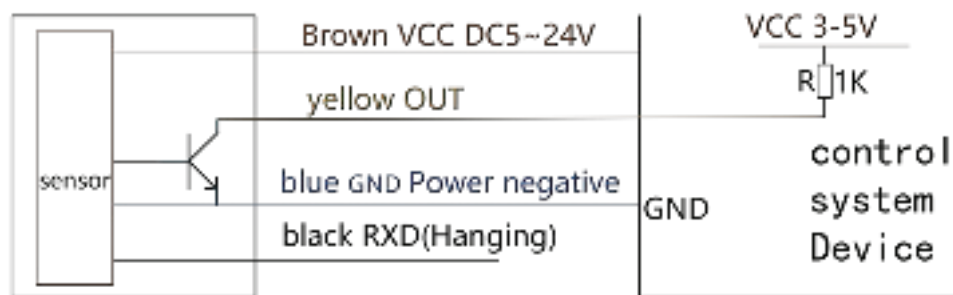 Brown VCC DC5~24V
VCC 3-5V
R 1K
yellow OUT
control
sensor
blue GND Power negative
system
GND
black RXD(Hanging)
Device